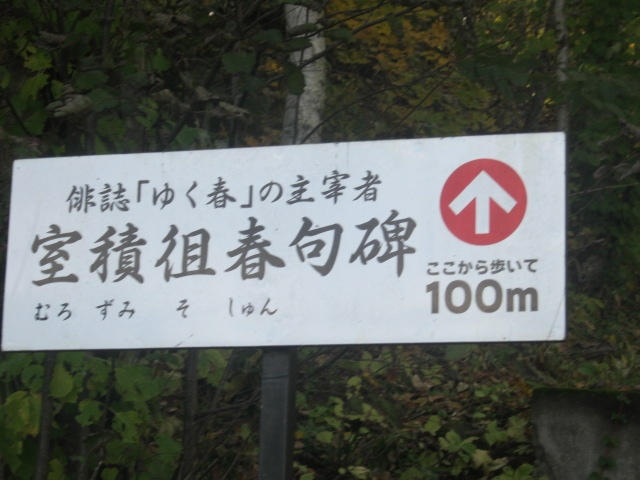 俳誌「ゆく春」の主宰者
室積徂春句碑
むろ ずみ そ しゅん
ここから歩いて
100m